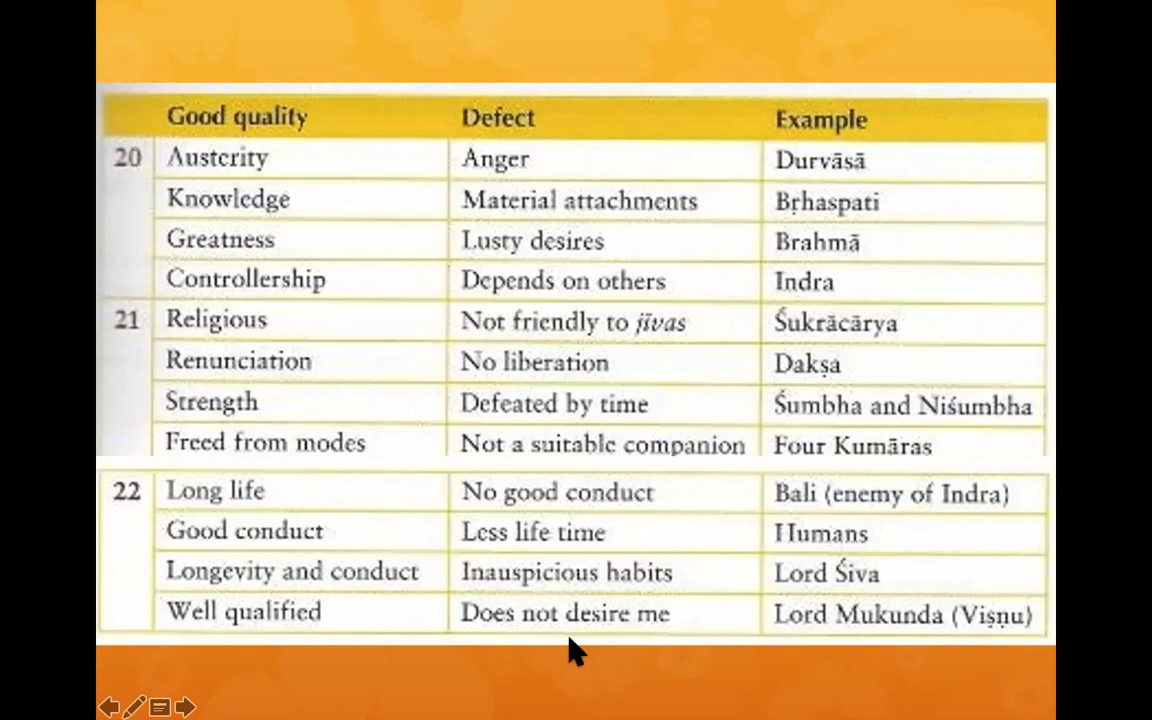 Good quality Defect Example
20 Austerity Anger Durvāsā
Knowledge Material attachments Bṛhaspati
Greatness Lusty desires Brahmā
Controllership Depends on others Indra
21 Religious Not friendly to jīvas Śukrācārya
Renunciation No liberation Dakṣa
Strength Defeated by time Śumbha and Niśumbha
Freed from modes Not a suitable companion Four Kumāras
22 Long life No good conduct Bali (enemy of Indra)
Good conduct Less life time Humans
Longevity and conduct Inauspicious habits Lord Śiva
Well qualified Does not desire me Lord Mukunda (Viṣṇu)